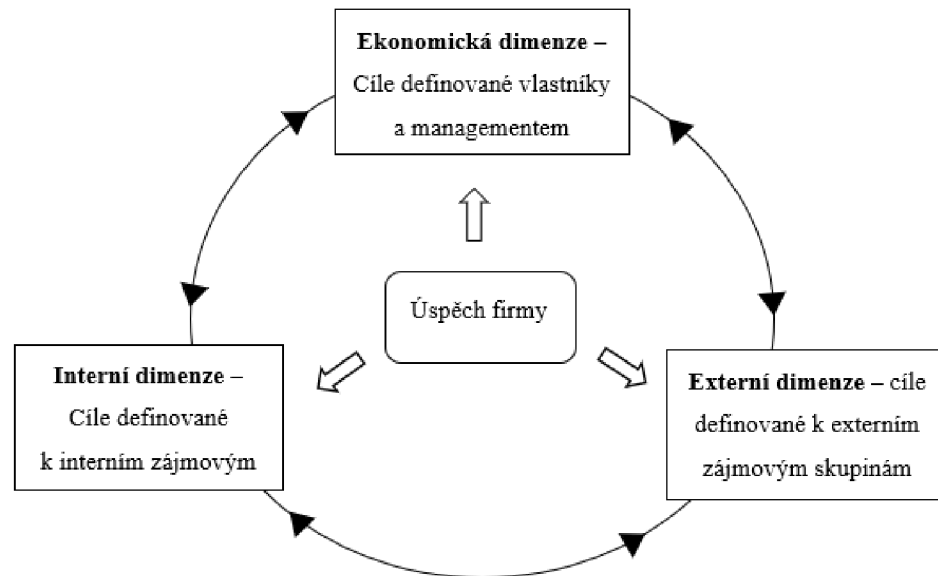 Ekonomická dimenze –
Cíle definované vlastníky
a managementem
Úspěch firmy
Interní dimenze –
Cíle definované
k interním zájmovým
Externí dimenze – cíle
definované k externím
zájmovým skupinám